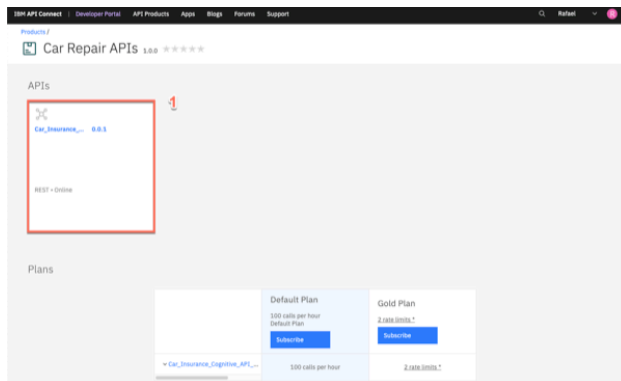 IBM API Connect | Developer Portal API Products Apps Blogs Forums Support Rafael R
Products /
Car Repair APIs 1.0.0
APIs
1
Car_Insurance_... 0.0.1
REST • Online
Plans
Default Plan
100 calls per hour
Default Plan
Subscribe
Gold Plan
2 rate limits *
Subscribe
Car_Insurance_Cognitive_API_... 100 calls per hour 2 rate limits *